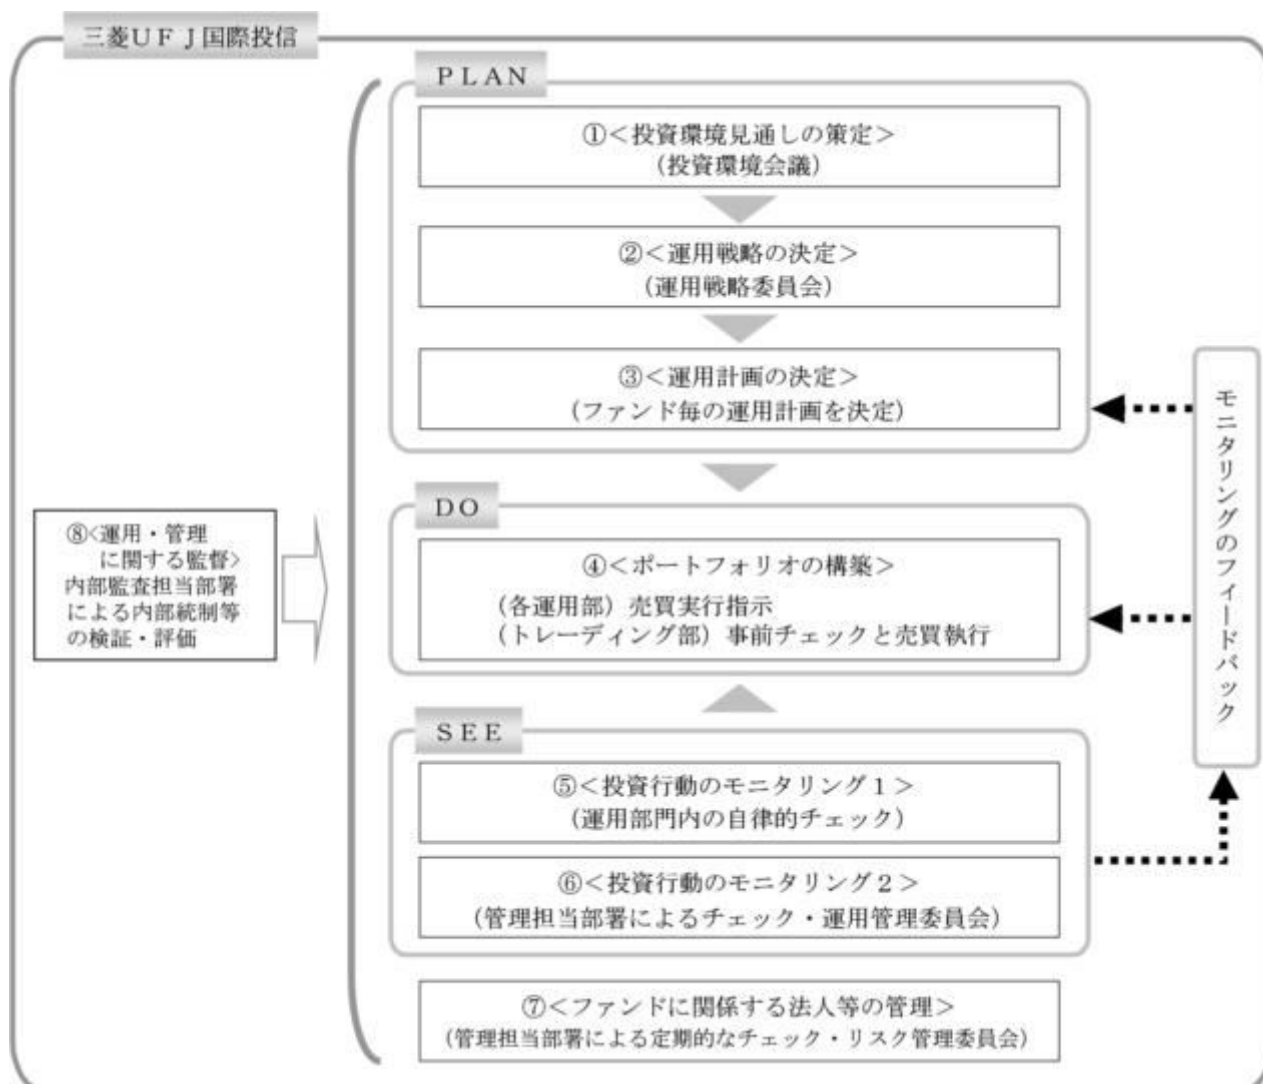 三菱ＵＦＪ国際投信
ＰＬＡＮ
①＜投資環境見通しの策定＞
（投資環境会議）
②＜運用戦略の決定＞
（運用戦略委員会）
③＜運用計画の決定＞
（ファンド毎の運用計画を決定）
ＤＯ
④＜ポートフォリオの構築＞
（各運用部）売買実行指示
（トレーディング部）事前チェックと売買執行
ＳＥＥ
⑤＜投資行動のモニタリング１＞
（運用部門内の自律的チェック）
⑥＜投資行動のモニタリング２＞
（管理担当部署によるチェック・運用管理委員会）
⑦＜ファンドに関係する法人等の管理＞
（管理担当部署による定期的なチェック・リスク管理委員会）
⑧<運用・管理
に関する監督>
内部監査担当部署
による内部統制等
の検証・評価
モニタリングのフィードバック